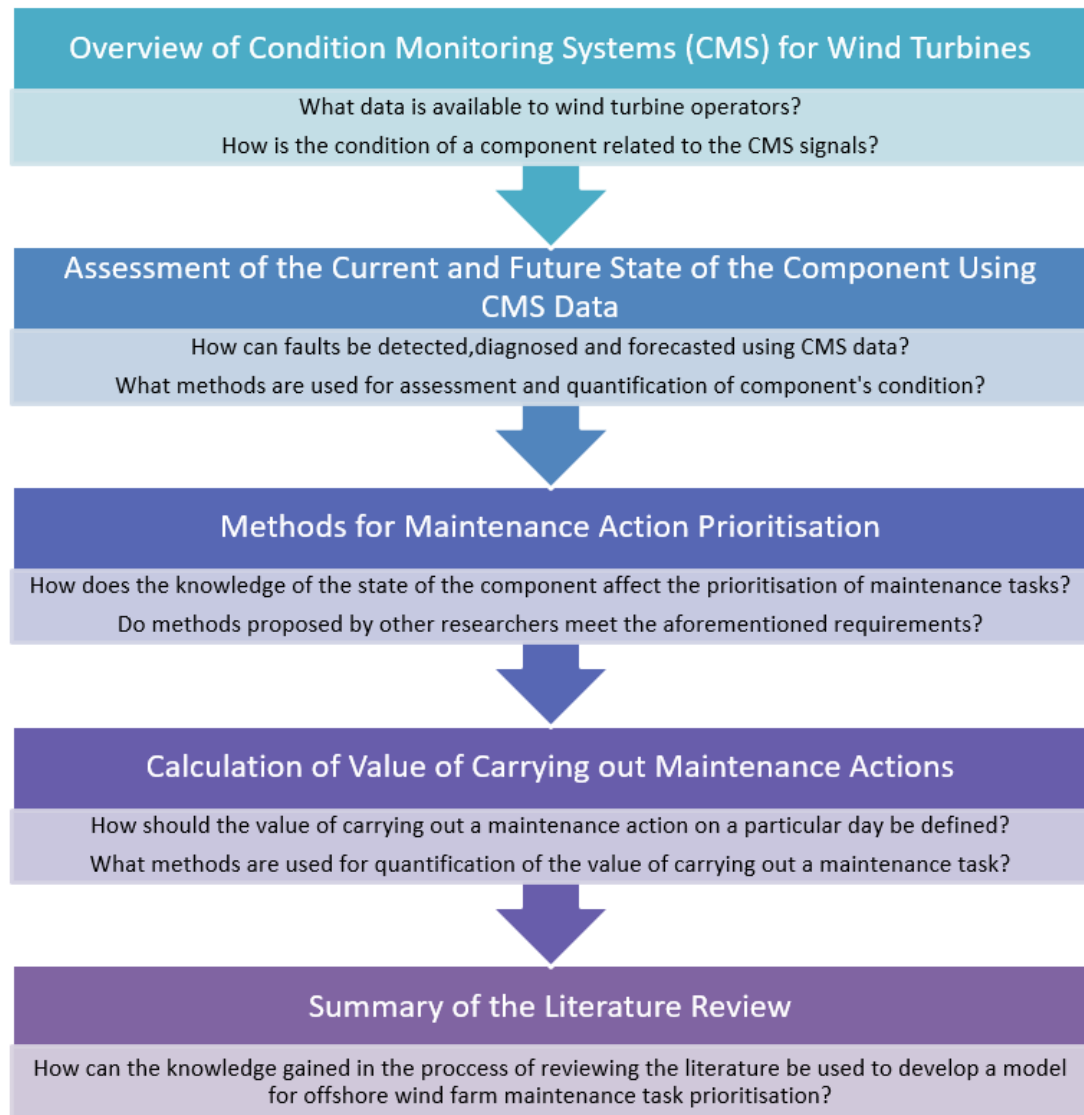 Overview of Condition Monitoring Systems (CMS) for Wind Turbines
What data is available to wind turbine operators?
How is the condition of a component related to the CMS signals?
Assessment of the Current and Future State of the Component Using
CMS Data
How can faults be detected,diagnosed and forecasted using CMS data?
What methods are used for assessment and quantification of component's condition?
Methods for Maintenance Action Prioritisation
How does the knowledge of the state of the component affect the prioritisation of maintenance tasks?
Do methods proposed by other researchers meet the aforementioned requirements?
Calculation of Value of Carrying out Maintenance Actions
How should the value of carrying out a maintenance action on a particular day be defined?
What methods are used for quantification of the value of carrying out a maintenance task?
Summary of the Literature Review
How can the knowledge gained in the proccess of reviewing the literature be used to develop a model
for offshore wind farm maintenance task prioritisation?